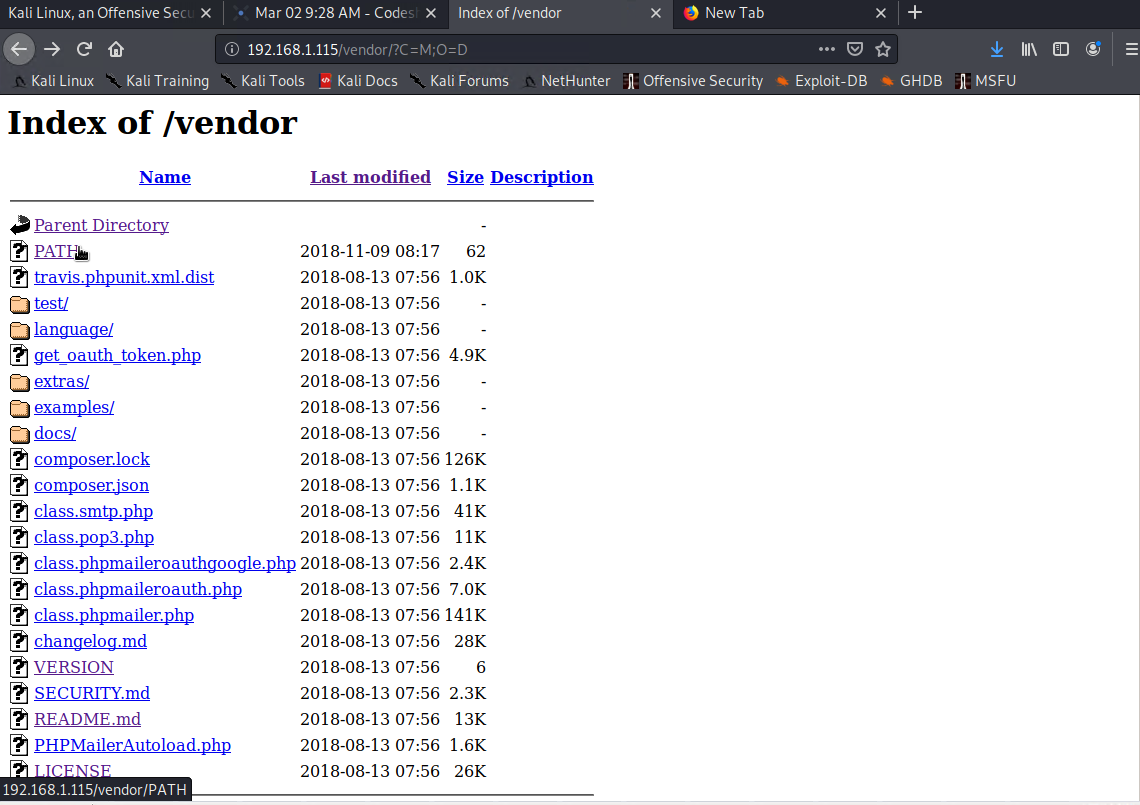 Kali Linux, an Offensive Secu
Mar 02 9:28 AM - Codes
Index of /vendor
New Tab
192.168.1.115/vendor/?C=M;O=D
Kali Linux Kali Training Kali Tools Kali Docs Kali Forums NetHunter Offensive Security Exploit-DB GHDB MSFU
Index of /vendor
Name Last modified Size Description
Parent Directory -
PATH 2018-11-09 08:17 62
travis.phpunit.xml.dist 2018-08-13 07:56 1.0K
test/ 2018-08-13 07:56 -
language/ 2018-08-13 07:56 -
get_oauth_token.php 2018-08-13 07:56 4.9K
extras/ 2018-08-13 07:56 -
examples/ 2018-08-13 07:56 -
docs/ 2018-08-13 07:56 -
composer.lock 2018-08-13 07:56 126K
composer.json 2018-08-13 07:56 1.1K
class.smtp.php 2018-08-13 07:56 41K
class.pop3.php 2018-08-13 07:56 11K
class.phpmaileroauthgoogle.php 2018-08-13 07:56 2.4K
class.phpmaileroauth.php 2018-08-13 07:56 7.0K
class.phpmailer.php 2018-08-13 07:56 141K
changelog.md 2018-08-13 07:56 28K
VERSION 2018-08-13 07:56 6
SECURITY.md 2018-08-13 07:56 2.3K
README.md 2018-08-13 07:56 13K
PHPMailerAutoload.php 2018-08-13 07:56 1.6K
LICENSE 2018-08-13 07:56 26K
192.168.1.115/vendor/PATH